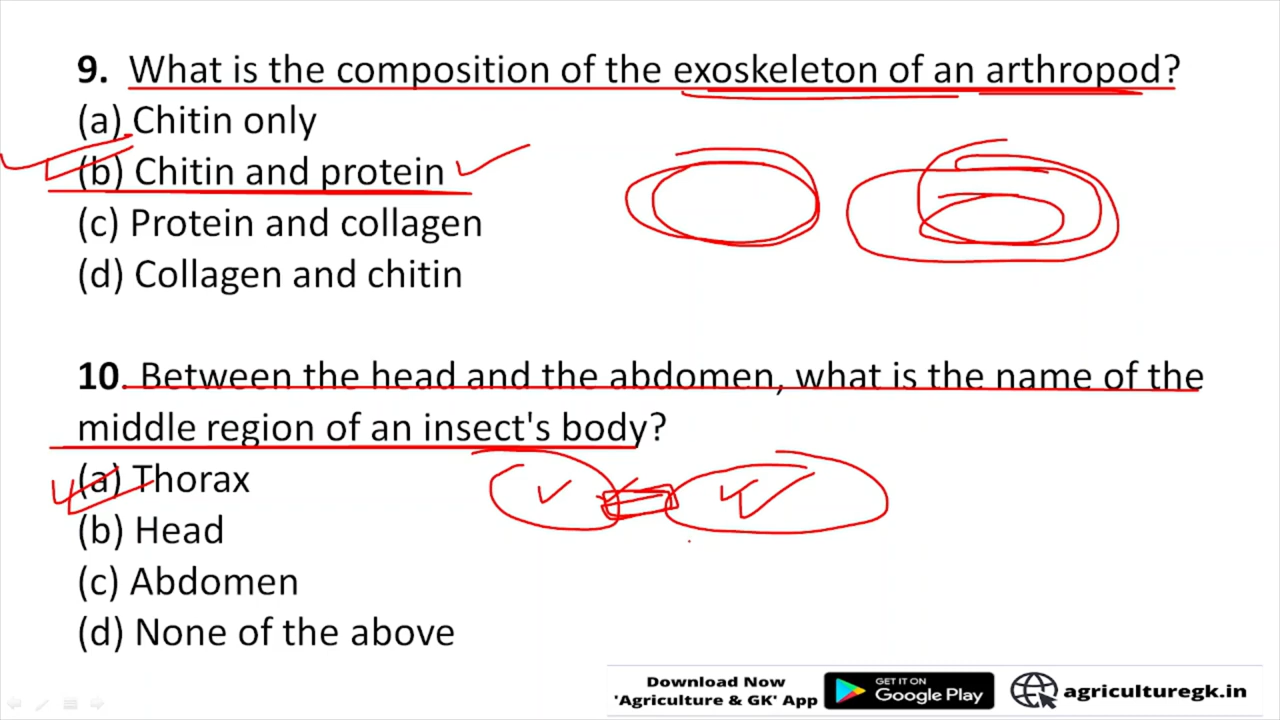 9. What is the composition of the exoskeleton of an arthropod?
(a) Chitin only
(b) Chitin and protein
(c) Protein and collagen
(d) Collagen and chitin
10. Between the head and the abdomen, what is the name of the
middle region of an insect's body?
(a) Thorax
(b) Head
(c) Abdomen
(d) None of the above
Download Now
'Agriculture & GK' App
GET IT ON
Google Play
agriculturegk.in